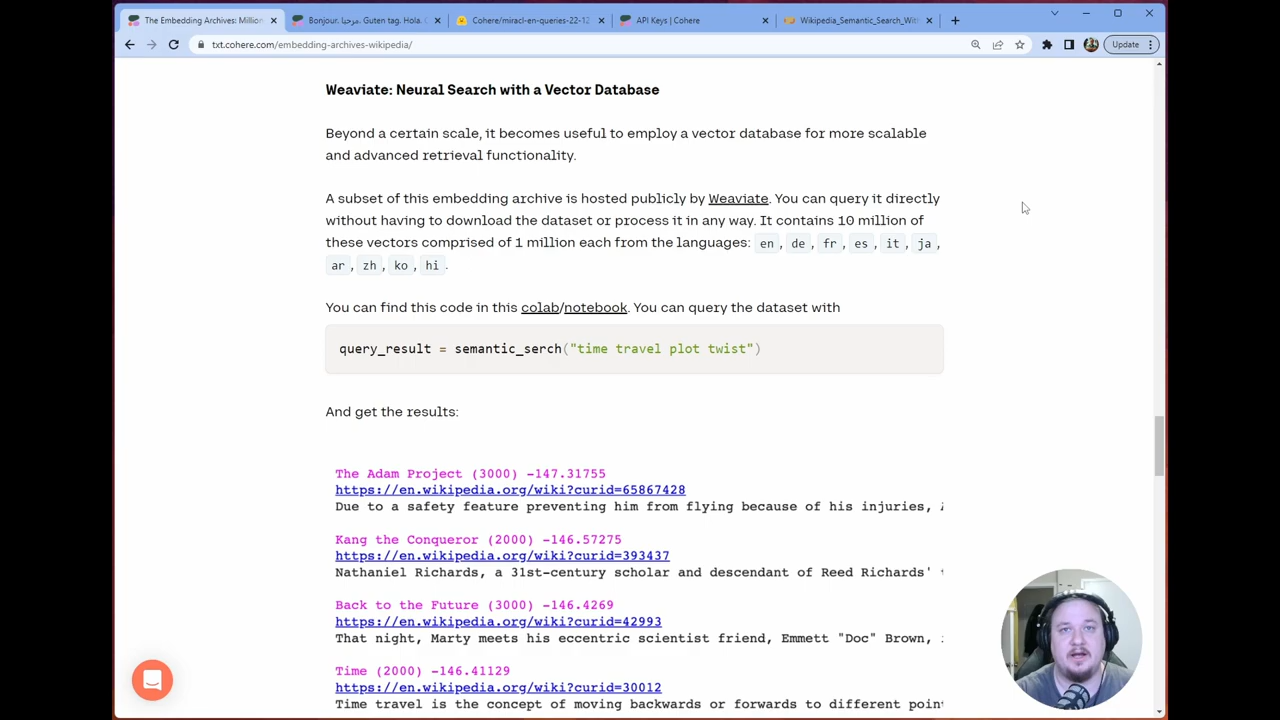 The Embedding Archives: Million
Bonjour. مرحبا. Guten tag. Hola.
Cohere/miracl-en-queries-22-12
API Keys | Cohere
Wikipedia_Semantic_Search_With
txt.cohere.com/embedding-archives-wikipedia/
Update
Weaviate: Neural Search with a Vector Database
Beyond a certain scale, it becomes useful to employ a vector database for more scalable
and advanced retrieval functionality.
A subset of this embedding archive is hosted publicly by Weaviate. You can query it directly
without having to download the dataset or process it in any way. It contains 10 million of
these vectors comprised of 1 million each from the languages: en, de, fr, es, it, ja,
ar, zh, ko, hi.
You can find this code in this colab/notebook. You can query the dataset with
query_result = semantic_serch("time travel plot twist")
And get the results:
The Adam Project (3000) -147.31755
https://en.wikipedia.org/wiki?curid=65867428
Due to a safety feature preventing him from flying because of his injuries,
Kang the Conqueror (2000) -146.57275
https://en.wikipedia.org/wiki?curid=393437
Nathaniel Richards, a 31st-century scholar and descendant of Reed Richards'
Back to the Future (3000) -146.4269
https://en.wikipedia.org/wiki?curid=42993
That night, Marty meets his eccentric scientist friend, Emmett "Doc" Brown,
Time (2000) -146.41129
https://en.wikipedia.org/wiki?curid=30012
Time travel is the concept of moving backwards or forwards to different poin